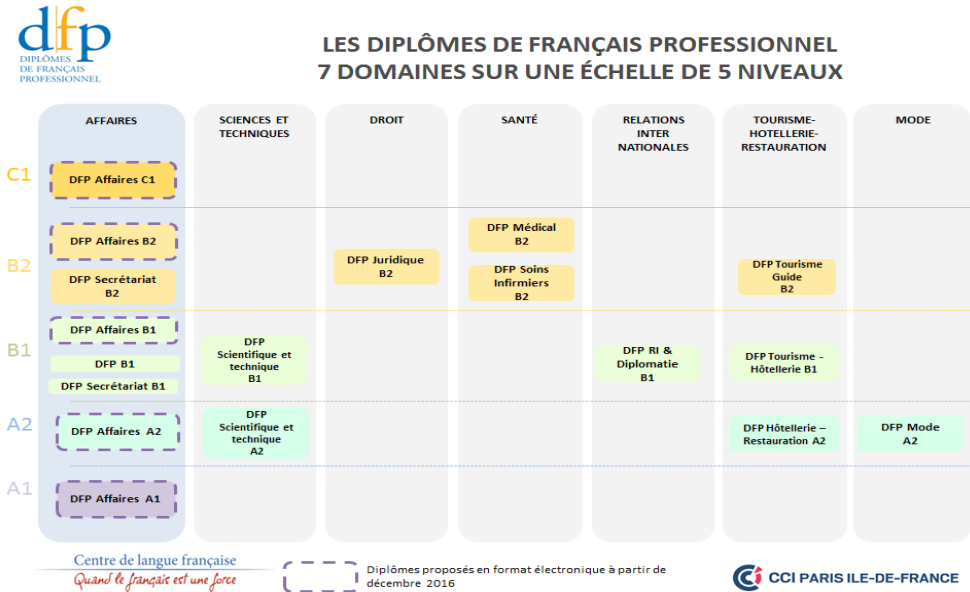 dfp
DIPLÔMES
DE FRANÇAIS
PROFESSIONNEL
LES DIPLÔMES DE FRANÇAIS PROFESSIONNEL
7 DOMAINES SUR UNE ÉCHELLE DE 5 NIVEAUX
AFFAIRES
SCIENCES ET
TECHNIQUES
DROIT
SANTÉ
RELATIONS
INTER
NATIONALES
TOURISME-
HOTELLERIE-
RESTAURATION
MODE
C1
DFP Affaires C1
B2
DFP Affaires B2
DFP Secrétariat
B2
DFP Juridique
B2
DFP Médical
B2
DFP Soins
Infirmiers
B2
DFP Tourisme
Guide
B2
B1
DFP Affaires B1
DFP B1
DFP Secrétariat B1
DFP
Scientifique et
technique
B1
DFP RI &
Diplomatie
B1
DFP Tourisme -
Hôtellerie B1
A2
DFP Affaires A2
DFP
Scientifique et
technique
A2
DFP Hôtellerie –
Restauration A2
DFP Mode
A2
A1
DFP Affaires A1
Centre de langue française
Quand le français est une force
Diplômes proposés en format électronique à partir de
décembre 2016
CCI PARIS ILE-DE-FRANCE